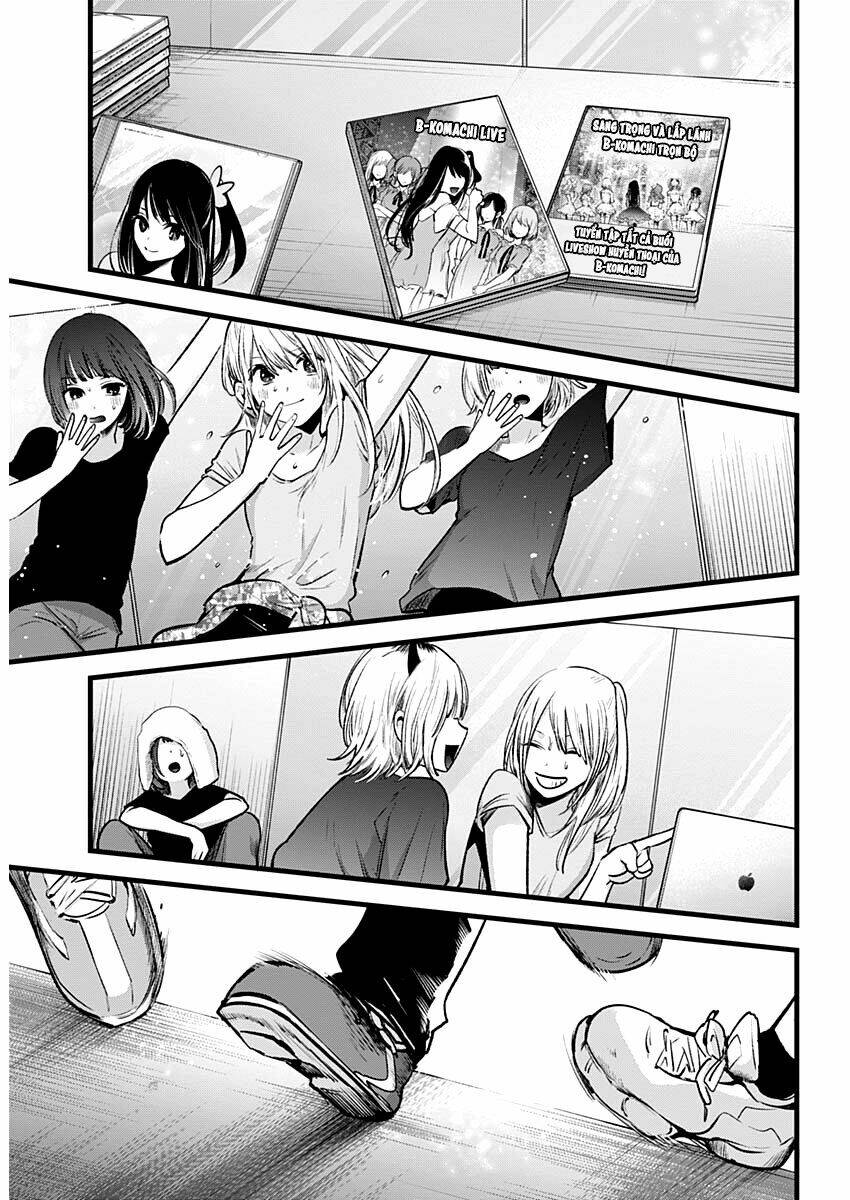 B-KOMACHI LIVE
SANG TRỌNG VÀ LẤP LÁNH
B-KOMACHI TRỌN BỘ
TUYỂN TẬP TẤT CẢ BUỔI
LIVESHOW HUYỀN THOẠI CỦA
B-KOMACHI!